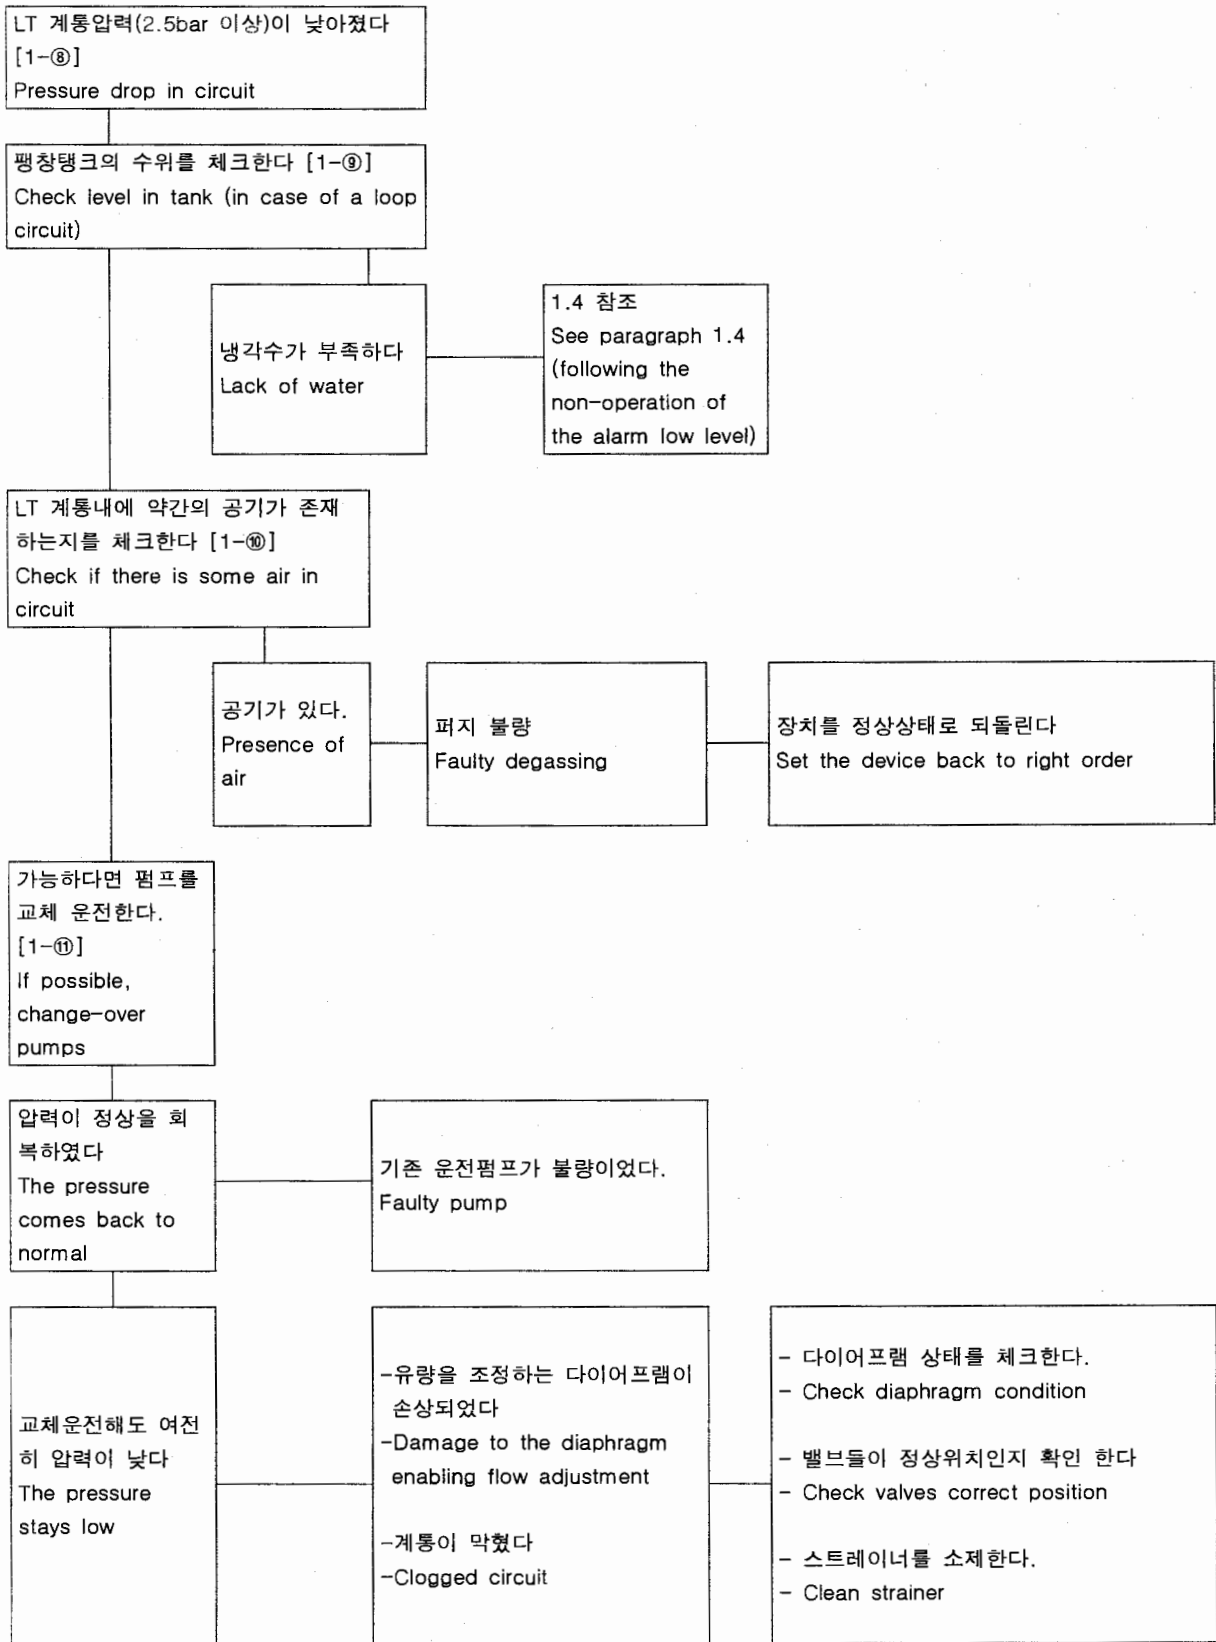 LT 계통압력(2.5bar 이상)이 낮아졌다
[1-⑧]
Pressure drop in circuit
팽창탱크의 수위를 체크한다 [1-⑨]
Check level in tank (in case of a loop
circuit)
냉각수가 부족하다
Lack of water
1.4 참조
See paragraph 1.4
(following the
non-operation of
the alarm low level)
LT 계통내에 약간의 공기가 존재
하는지를 체크한다 [1-⑩]
Check if there is some air in
circuit
공기가 있다.
Presence of
air
퍼지 불량
Faulty degassing
장치를 정상상태로 되돌린다
Set the device back to right order
가능하다면 펌프를
교체 운전한다.
[1-⑪]
If possible,
change-over
pumps
압력이 정상을 회
복하였다
The pressure
comes back to
normal
기존 운전펌프가 불량이었다.
Faulty pump
교체운전해도 여전
히 압력이 낮다
The pressure
stays low
-유량을 조정하는 다이어프램이
손상되었다
-Damage to the diaphragm
enabling flow adjustment
-계통이 막혔다
-Clogged circuit
- 다이어프램 상태를 체크한다.
- Check diaphragm condition
- 밸브들이 정상위치인지 확인 한다
- Check valves correct position
- 스트레이너를 소제한다.
- Clean strainer